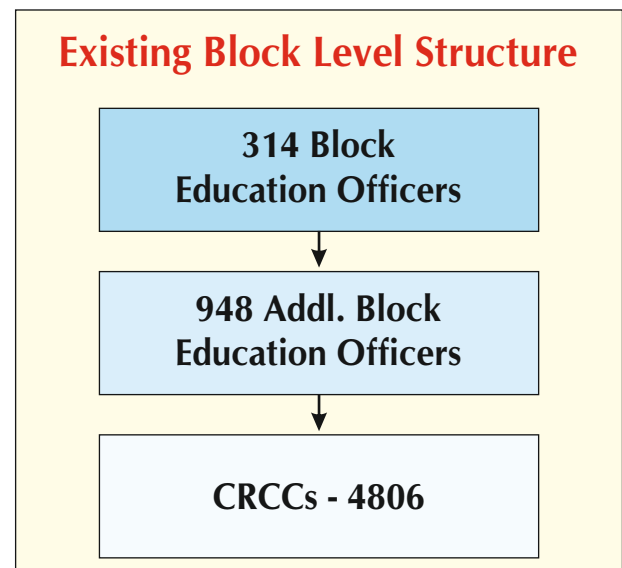 Existing Block Level Structure
314 Block
Education Officers
948 Addl. Block
Education Officers
CRCCs - 4806